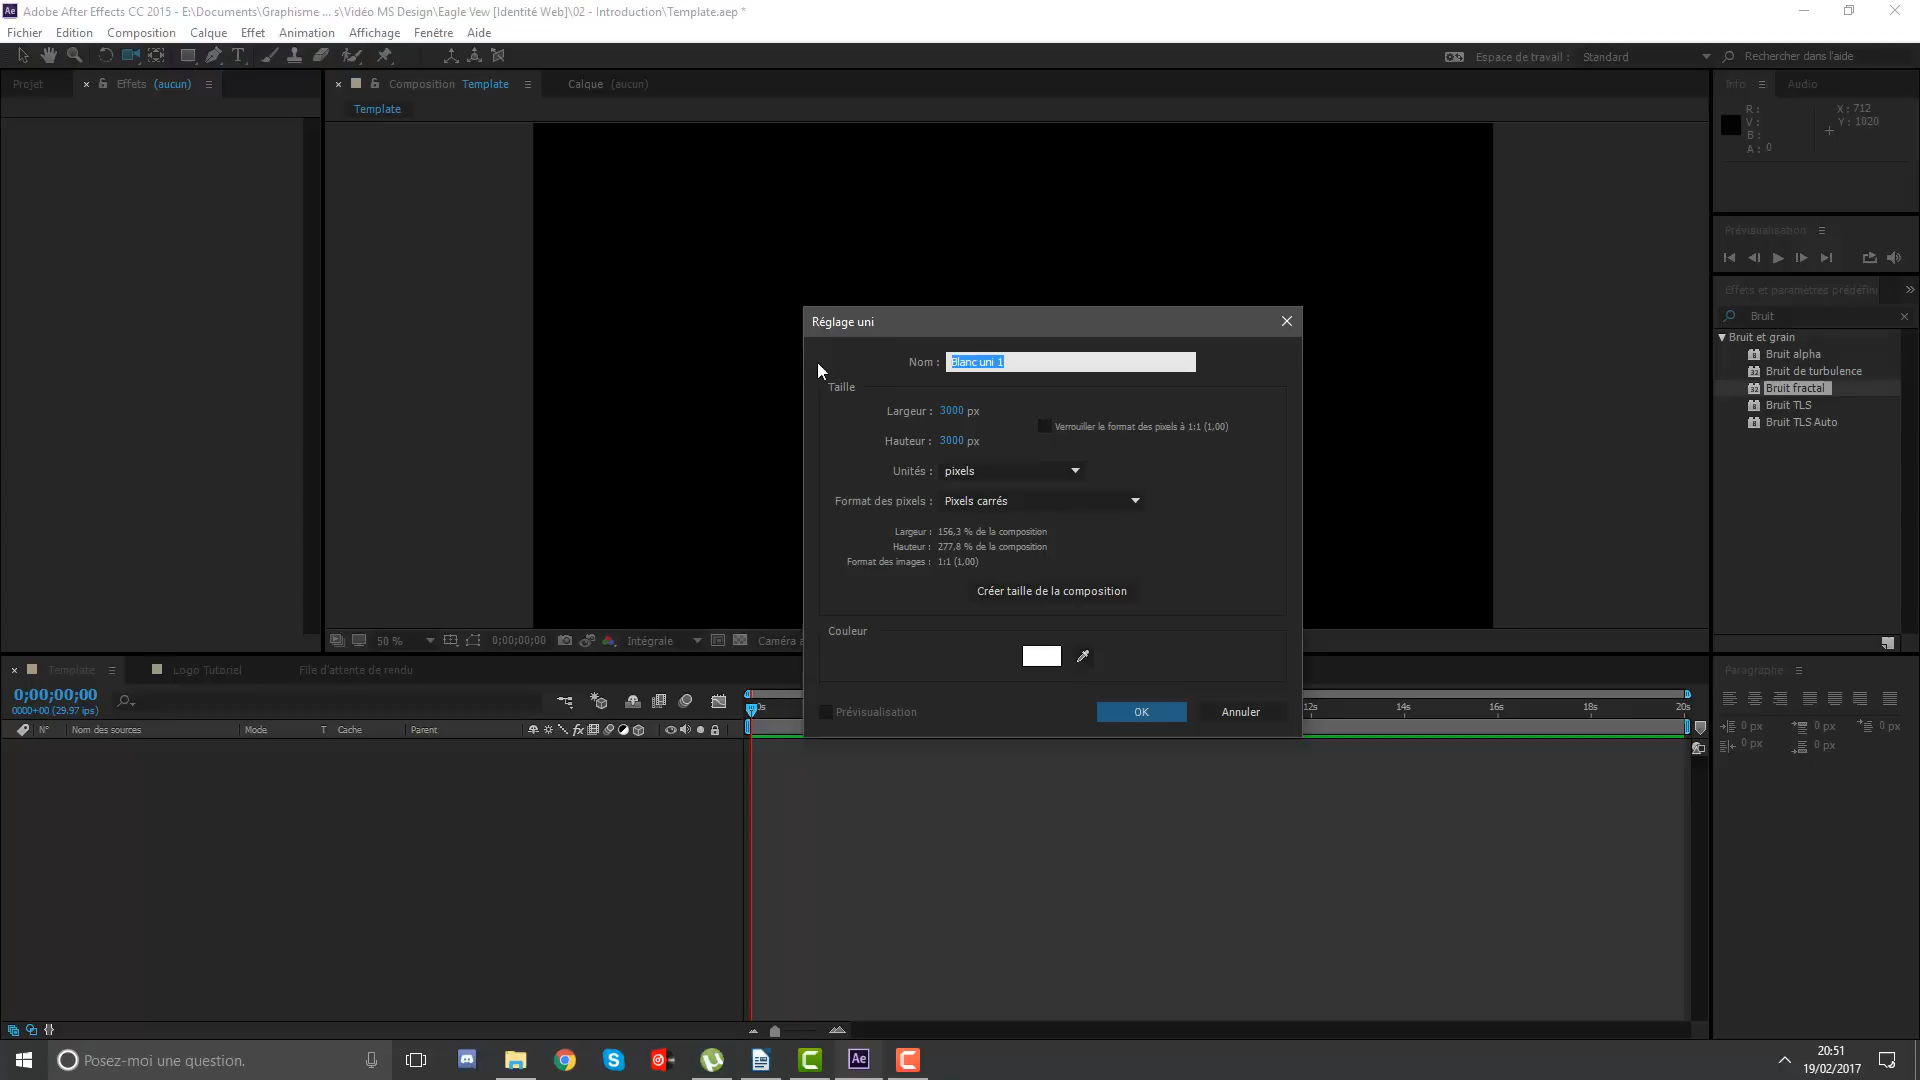 Adobe After Effects CC 2015 - E:\Documents\Graphisme ... s\Vidéo MS Design\Eagle Vew [Identité Web]\02 - Introduction\Template.aep *
Fichier Edition Composition Calque Effet Animation Affichage Fenêtre Aide
Espace de travail : Standard Rechercher dans l'aide
Projet Effets (aucun) Composition Template Calque (aucun) Info Audio
Template
R :
V :
B :
A : 0
X : 712
Y : 1020
Prévisualisation
Effets et paramètres prédéfini
Bruit
Bruit et grain
Bruit alpha
Bruit de turbulence
Bruit fractal
Bruit TLS
Bruit TLS Auto
Réglage uni
Nom : Blanc uni 1
Taille
Largeur : 3000 px
Verrouiller le format des pixels à 1:1 (1,00)
Hauteur : 3000 px
Unités : pixels
Format des pixels : Pixels carrés
Largeur : 156,3 % de la composition
Hauteur : 277,8 % de la composition
Format des images : 1:1 (1,00)
Créer taille de la composition
Couleur
Prévisualisation OK Annuler
50 % 0;00;00;00 Intégrale Caméra a
Template Logo Tutoriel File d'attente de rendu
0;00;00;00
0000+00 (29.97 ips)
N° Nom des sources Mode T Cache Parent
0s 12s 14s 16s 18s 20s
Paragraphe
0 px 0 px 0 px
0 px 0 px
Posez-moi une question.
20:51
19/02/2017